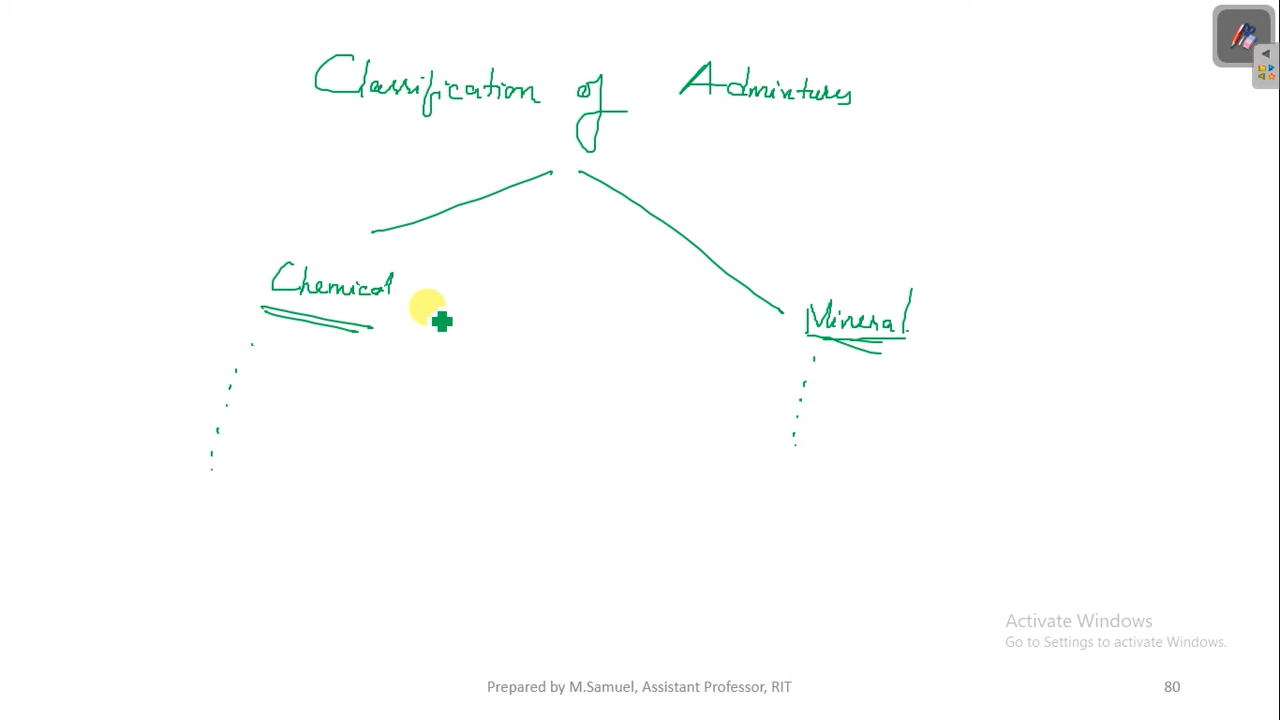 Classification of Admixtures
Chemical
Mineral
Activate Windows
Go to Settings to activate Windows.
Prepared by M.Samuel, Assistant Professor, RIT
80